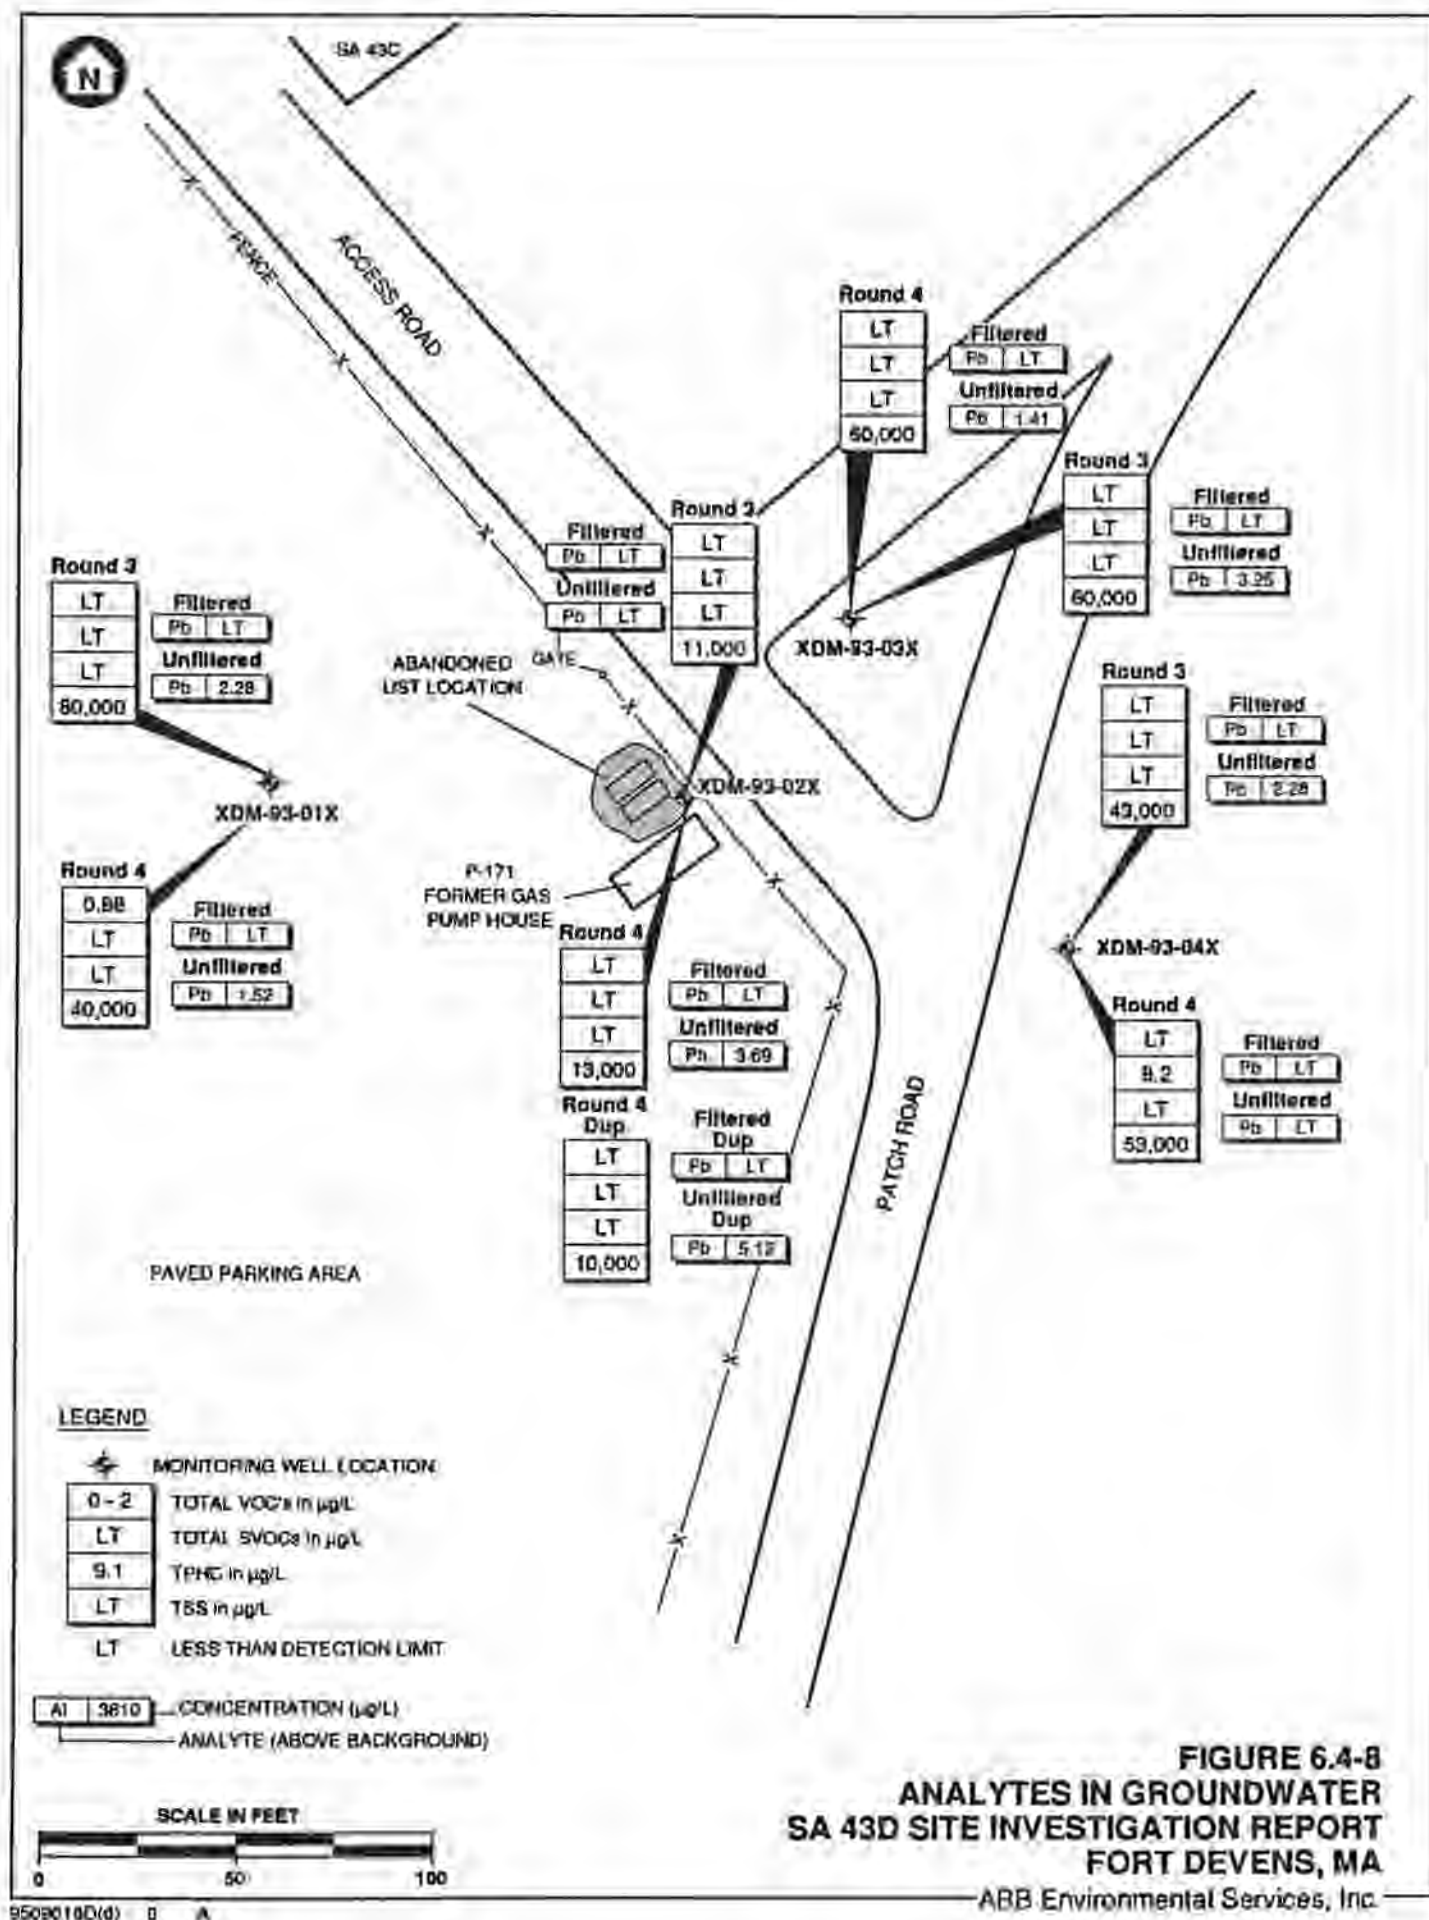 N
SA 43C
FENCE
ACCESS ROAD
Round 4
LT
LT
LT
60,000
Filtered
Pb LT
Unfiltered
Pb 1.41
Round 3
LT
LT
LT
60,000
Filtered
Pb LT
Unfiltered
Pb 3.25
XDM-93-03X
Round 3
LT
LT
LT
11,000
Filtered
Pb LT
Unfiltered
Pb LT
Round 3
LT
LT
LT
Filtered
Pb LT
Unfiltered
Pb 2.28
XDM-93-01X
ABANDONED
UST LOCATION
GATE
XDM-93-02X
Round 3
LT
LT
LT
43,000
Filtered
Pb LT
Unfiltered
Pb 2.28
XDM-93-04X
Round 4
0.88
LT
LT
40,000
Filtered
Pb LT
Unfiltered
Pb 1.52
P-171
FORMER GAS
PUMP HOUSE
Round 4
LT
LT
LT
13,000
Filtered
Pb LT
Unfiltered
Pb 3.69
Round 4
LT
9.2
LT
53,000
Filtered
Pb LT
Unfiltered
Pb LT
Round 4
Dup
LT
LT
LT
10,000
Filtered
Dup
Pb LT
Unfiltered
Dup
Pb 5.12
PATCH ROAD
PAVED PARKING AREA
LEGEND
MONITORING WELL LOCATION
0 - 2 TOTAL VOC's in µg/L
LT TOTAL SVOCs in µg/L
9.1 TPHC in µg/L
LT TSS in µg/L
LT LESS THAN DETECTION LIMIT
Al 3810 CONCENTRATION (µg/L)
ANALYTE (ABOVE BACKGROUND)
SCALE IN FEET
0 50 100
FIGURE 6.4-8
ANALYTES IN GROUNDWATER
SA 43D SITE INVESTIGATION REPORT
FORT DEVENS, MA
ABB Environmental Services, Inc.
9509018D(d) 0 A